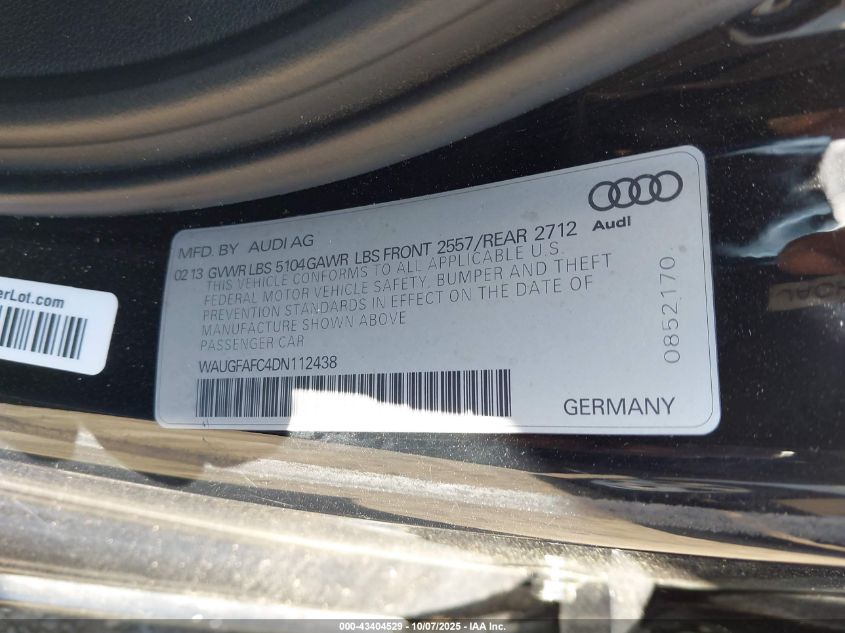 Audi
MFD. BY AUDI AG
02 13 GVWR LBS 5104 GAWR LBS FRONT 2557/REAR 2712
THIS VEHICLE CONFORMS TO ALL APPLICABLE U.S.
FEDERAL MOTOR VEHICLE SAFETY, BUMPER AND THEFT
PREVENTION STANDARDS IN EFFECT ON THE DATE OF
MANUFACTURE SHOWN ABOVE
PASSENGER CAR
WAUGFAFC4DN112438
GERMANY
0852170
erLot.com
000-43404529 - 10/07/2025 - IAA Inc.